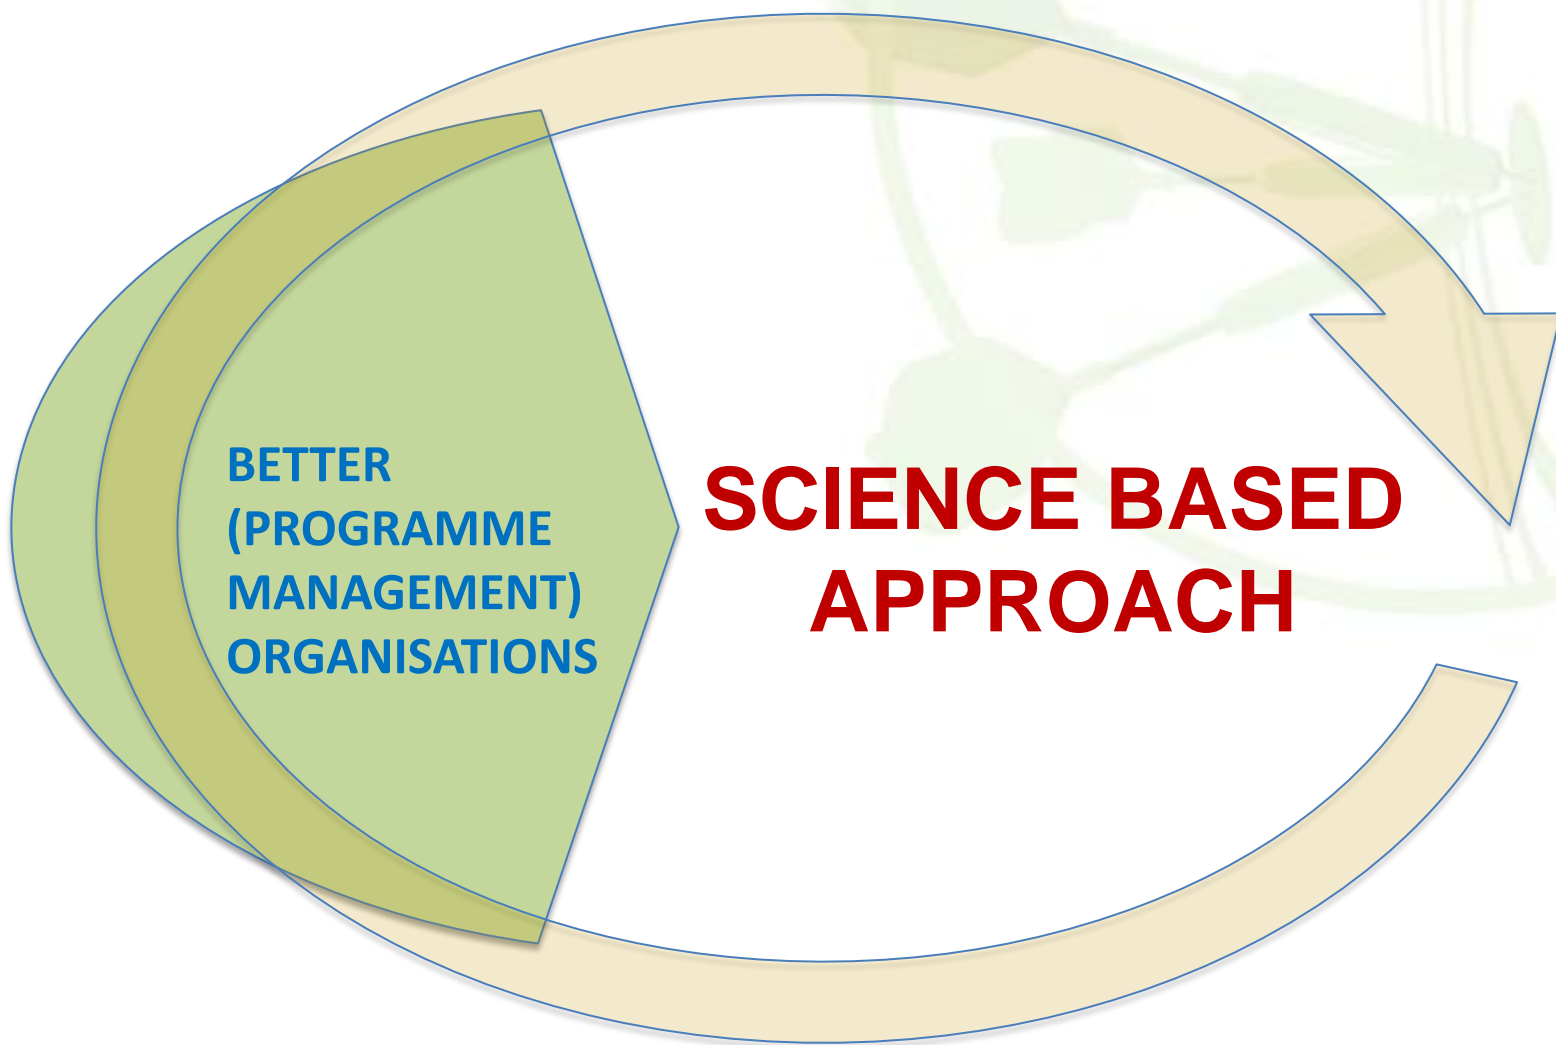 BETTER
(PROGRAMME
MANAGEMENT)
ORGANISATIONS
SCIENCE BASED
APPROACH